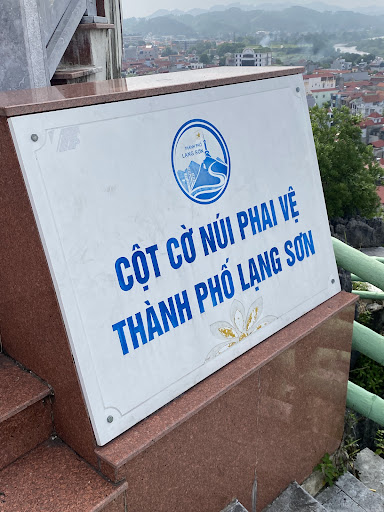 THÀNH PHỐ
LẠNG SƠN
CỘT CỜ NÚI PHAI VỆ
THÀNH PHỐ LẠNG SƠN